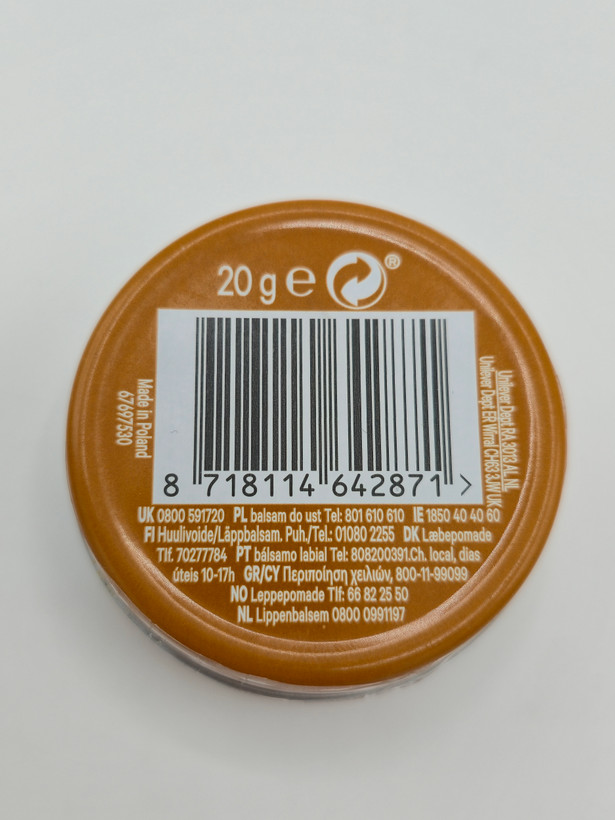 20 g ℮ ®
Made in Poland
67697530
8 718114 642871 >
Unilever Dept RA, 3013 AL, NL
Unilever Dept ER Wirral CH63 3JW UK
UK 0800 591720 PL balsam do ust Tel: 801 610 610 IE 1850 40 40 60
FI Huulivoide/Läppbalsam. Puh./Tel.: 01080 2255 DK Læbepomade
Tlf. 70277784 PT bálsamo labial Tel: 808200391.Ch. local, dias
úteis 10-17h GR/CY Περιποίηση χειλιών, 800-11-99099
NO Leppepomade Tlf: 66 82 25 50
NL Lippenbalsem 0800 0991197